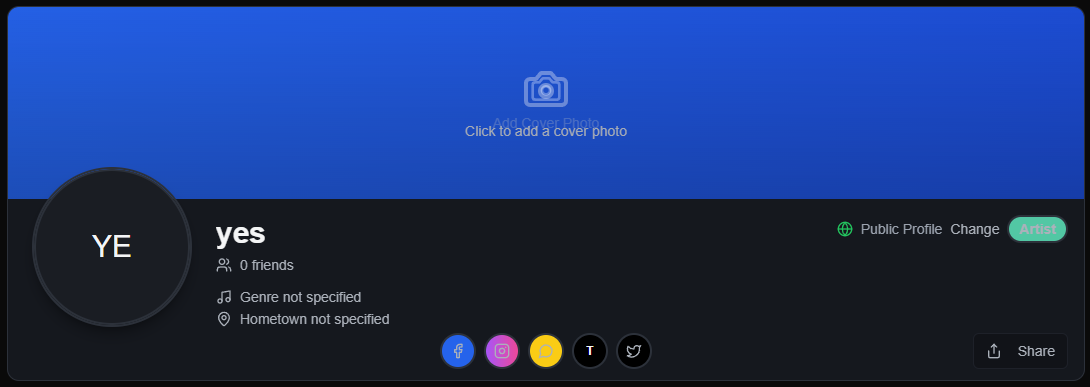 Add Cover Photo
Click to add a cover photo
YE
yes
Public Profile Change Artist
0 friends
Genre not specified
Hometown not specified
T
Share